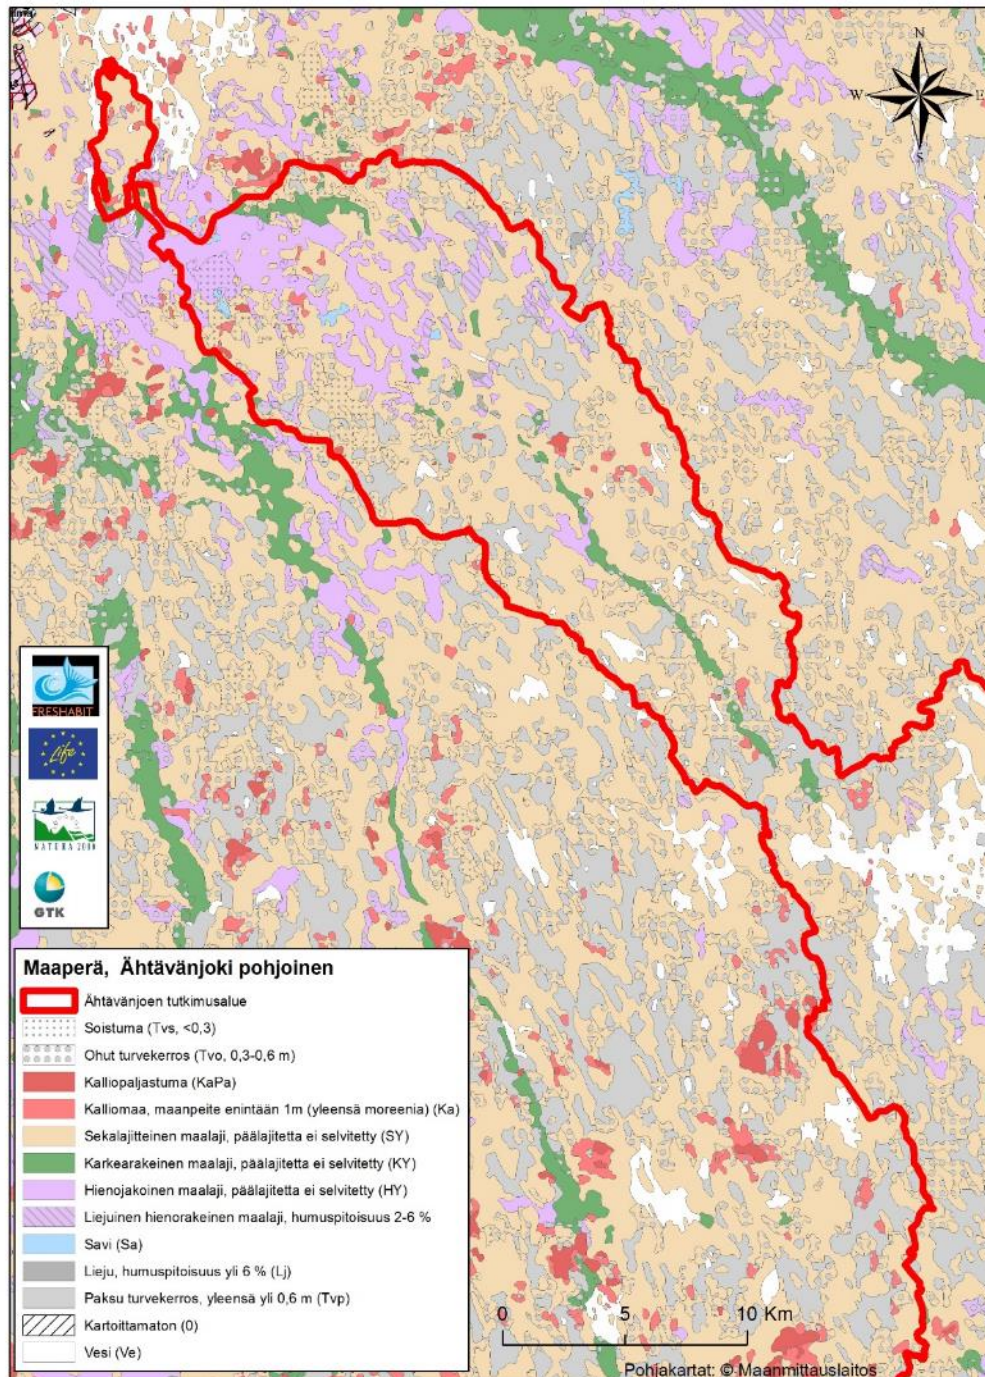 N
W
E
S
FRESHABIT
Life
NATURA 2000
GTK
Maaperä, Ähtävänjoki pohjoinen
Ähtävänjoen tutkimusalue
Soistuma (Tvs, <0,3)
Ohut turvekerros (Tvo, 0,3-0,6 m)
Kalliopaljastuma (KaPa)
Kalliomaa, maanpeite enintään 1m (yleensä moreenia) (Ka)
Sekalajitteinen maalaji, päälajitetta ei selvitetty (SY)
Karkearakeinen maalaji, päälajitetta ei selvitetty (KY)
Hienojakoinen maalaji, päälajitetta ei selvitetty (HY)
Liejuinen hienorakeinen maalaji, humuspitoisuus 2-6 %
Savi (Sa)
Lieju, humuspitoisuus yli 6 % (Lj)
Paksu turvekerros, yleensä yli 0,6 m (Tvp)
Kartoittamaton (0)
Vesi (Ve)
0 5 10 Km
Pohjakartat: © Maanmittauslaitos